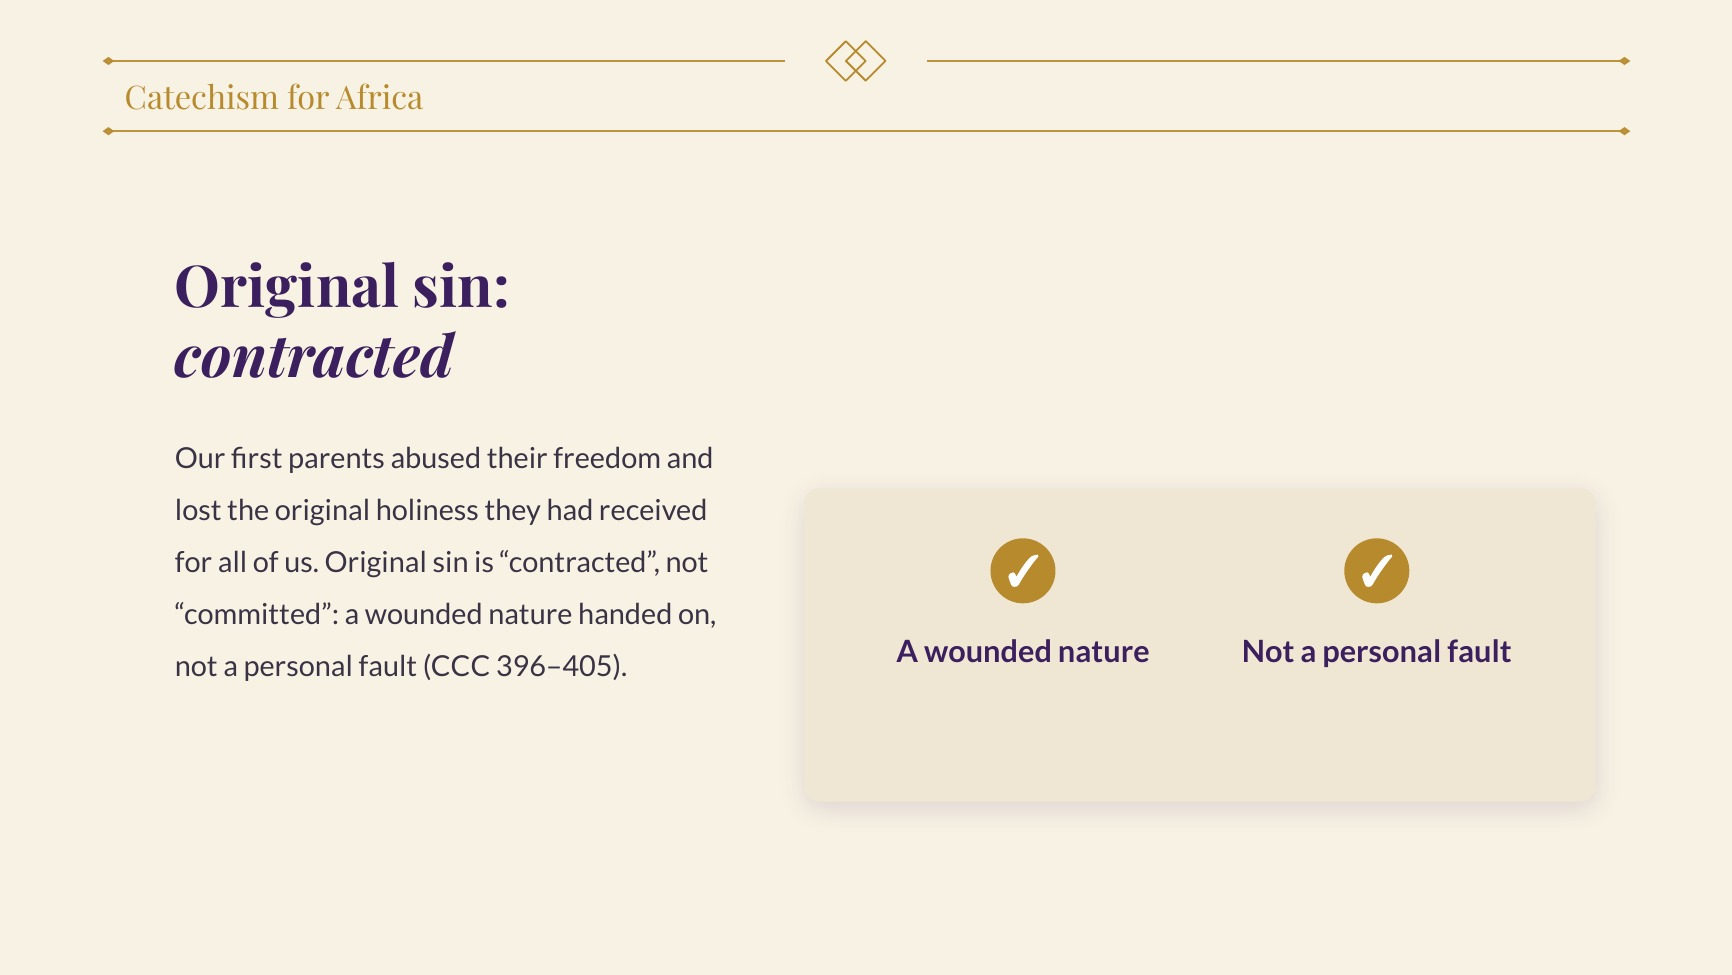 Catechism for Africa
Original sin:
contracted
Our first parents abused their freedom and
lost the original holiness they had received
for all of us. Original sin is “contracted”, not
“committed”: a wounded nature handed on,
not a personal fault (CCC 396–405).
✓ ✓
A wounded nature Not a personal fault